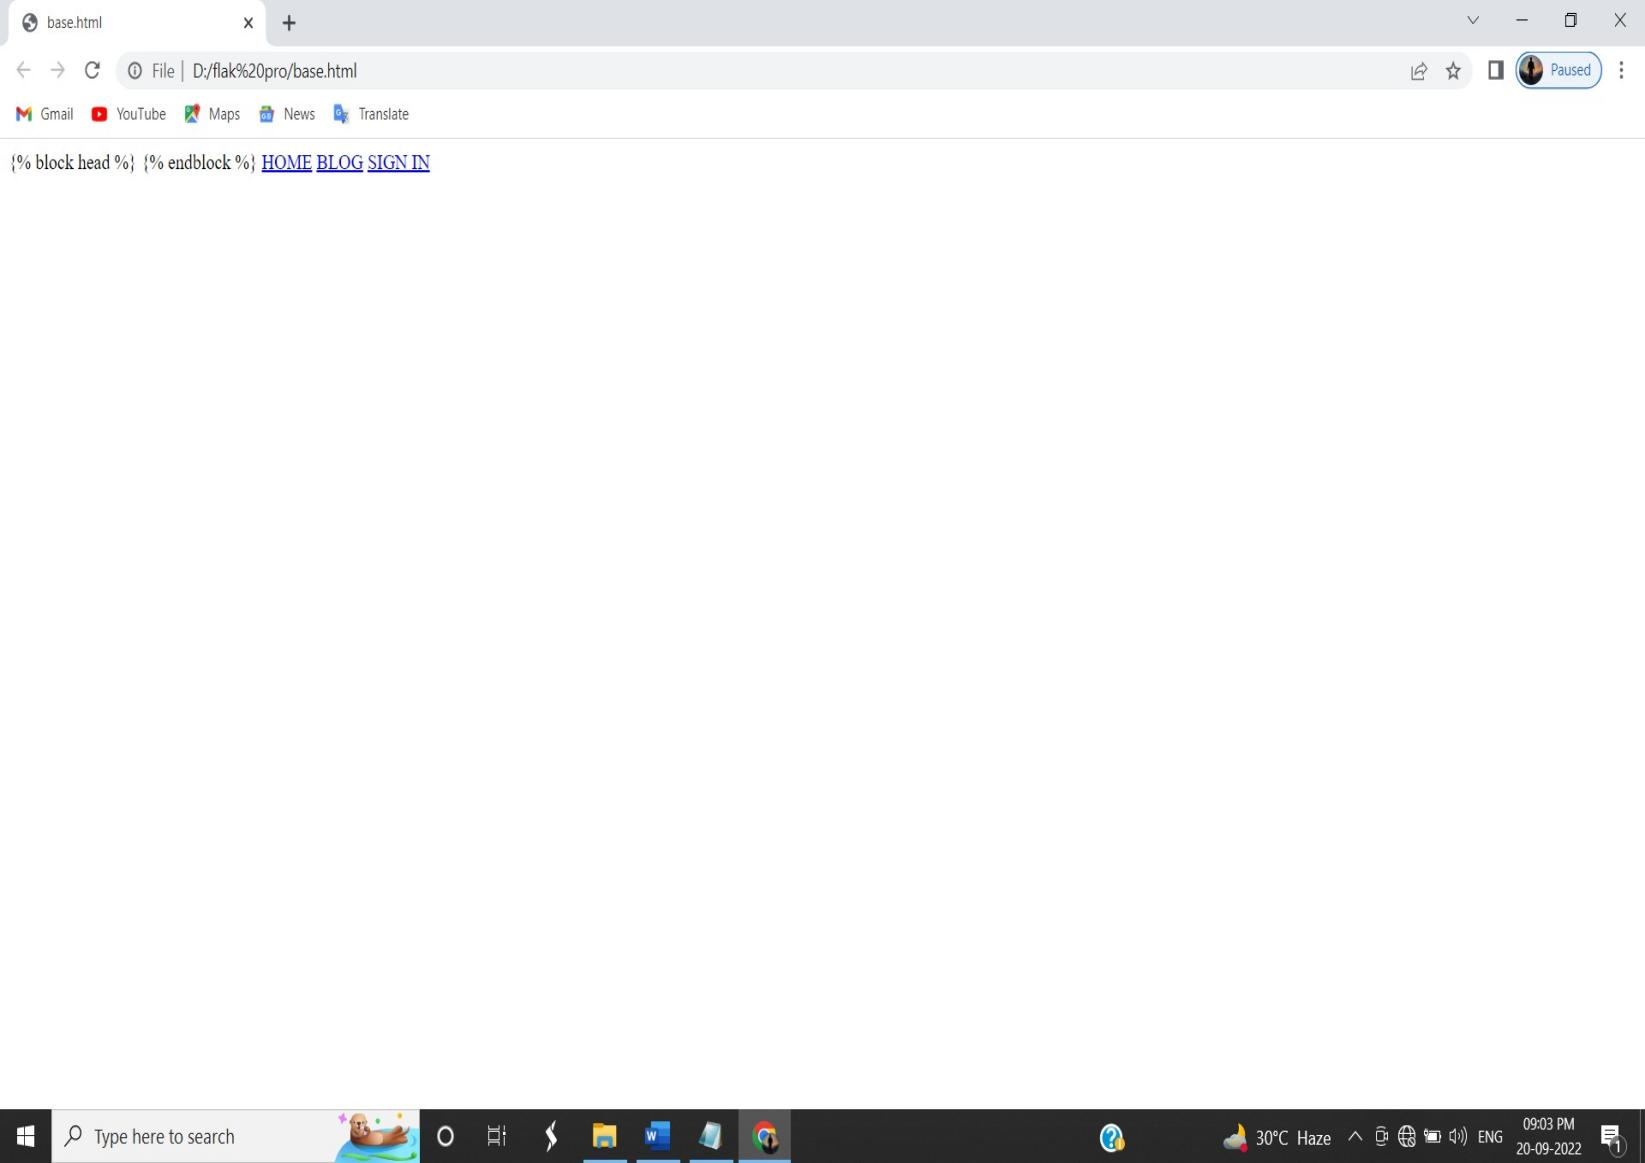 base.html
File | D:/flak%20pro/base.html
Paused
Gmail YouTube Maps News Translate
{% block head %} {% endblock %} HOME BLOG SIGN IN
Type here to search
30°C Haze
ENG
09:03 PM
20-09-2022
1